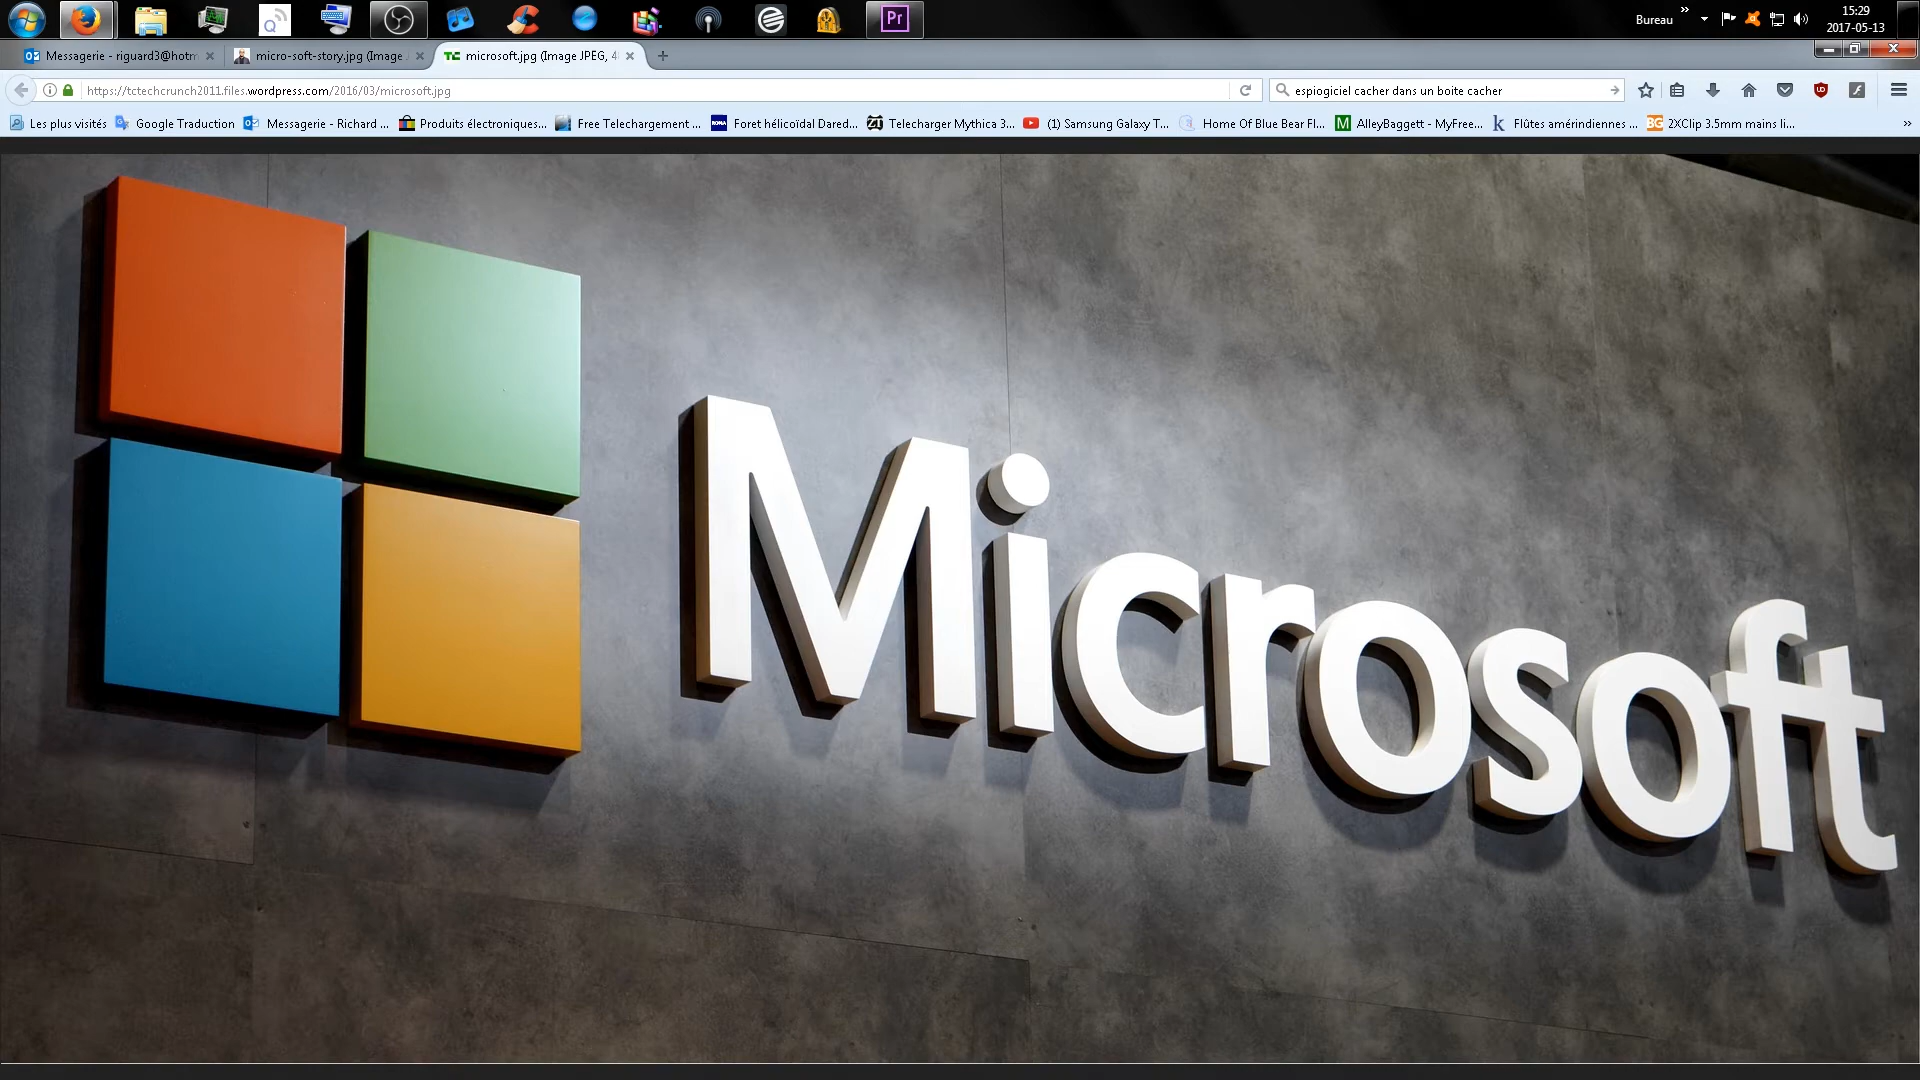 Pr
Bureau
»
15:29
2017-05-13
Messagerie - riguard3@hotm
micro-soft-story.jpg (Image J
TC microsoft.jpg (Image JPEG, 4
https://tctechcrunch2011.files.wordpress.com/2016/03/microsoft.jpg
espiogiciel cacher dans un boite cacher
Les plus visités
Google Traduction
Messagerie - Richard ...
Produits électroniques...
Free Telechargement ...
Foret hélicoïdal Dared...
Telecharger Mythica 3...
(1) Samsung Galaxy T...
Home Of Blue Bear Fl...
M AlleyBaggett - MyFree...
k Flûtes amérindiennes ...
BG 2XClip 3.5mm mains li...
»
Microsoft